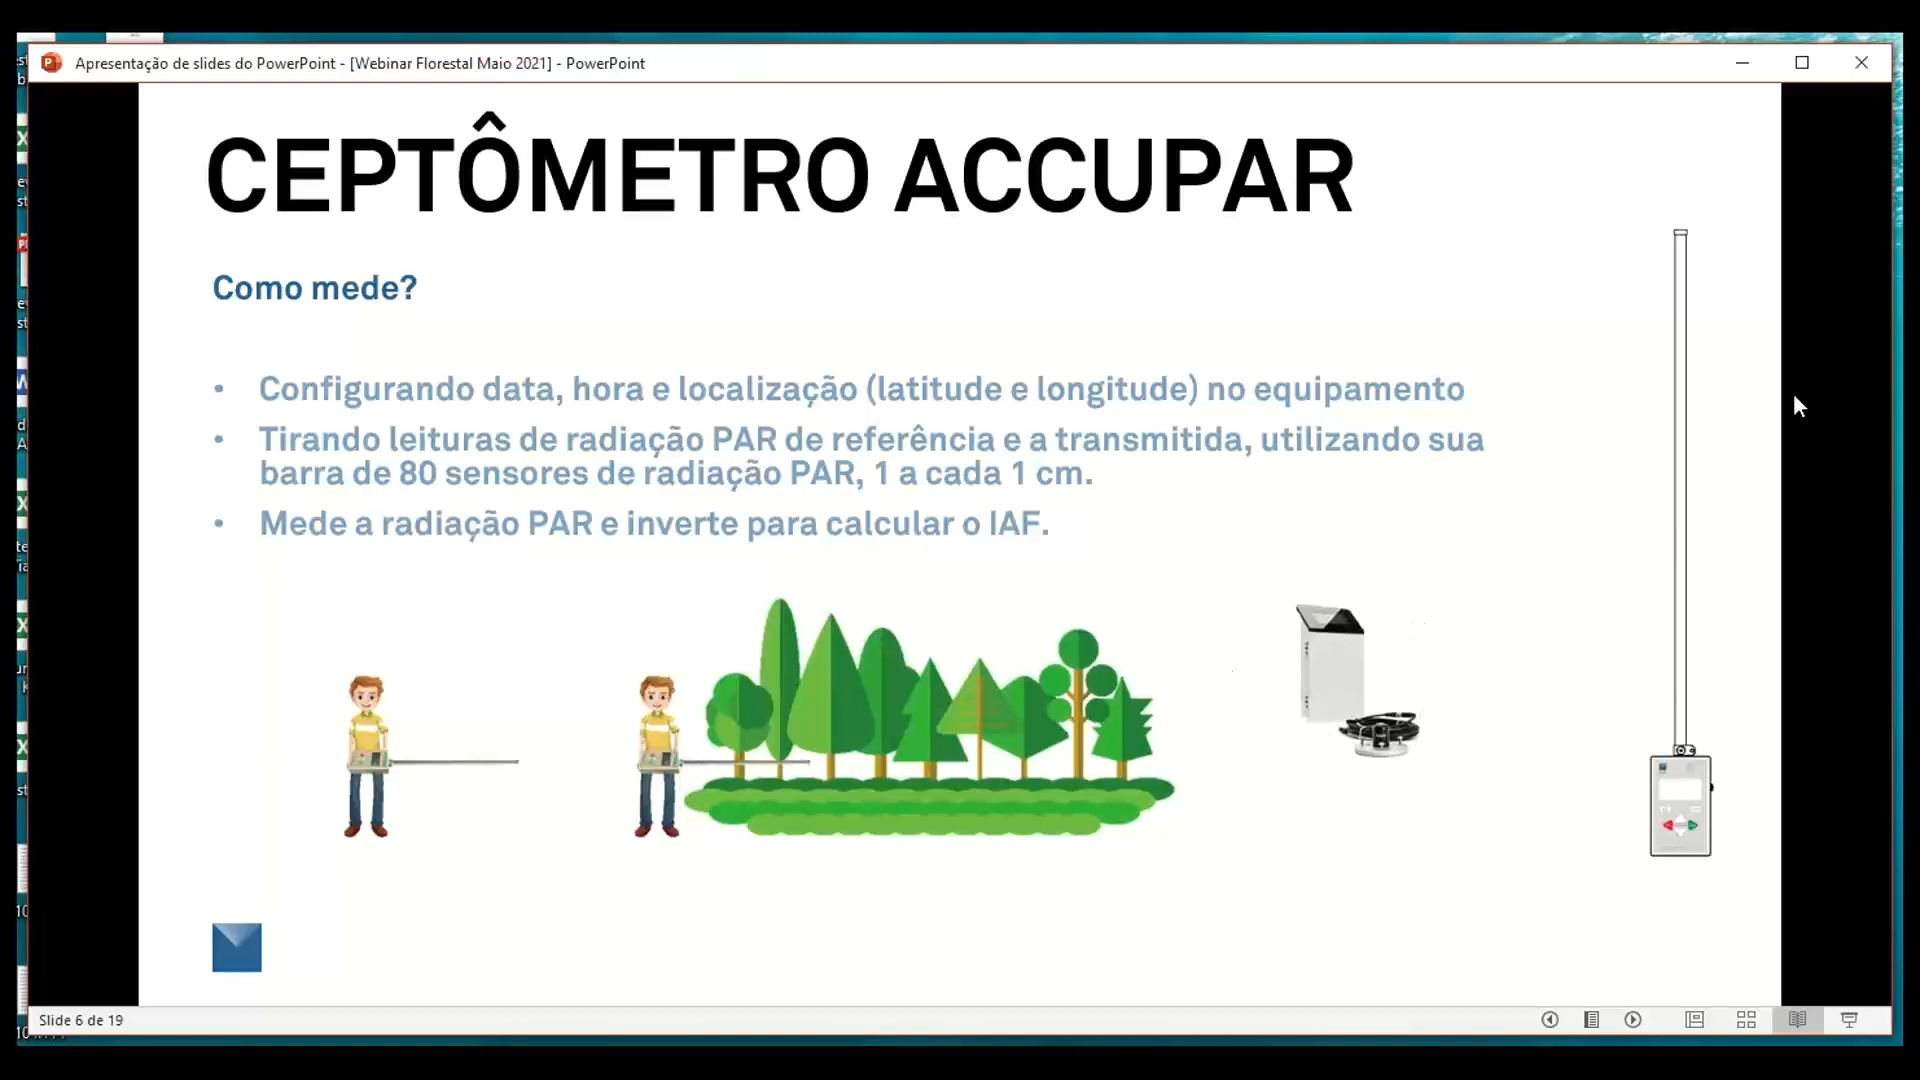 Apresentação de slides do PowerPoint - [Webinar Florestal Maio 2021] - PowerPoint
CEPTÔMETRO ACCUPAR
Como mede?
• Configurando data, hora e localização (latitude e longitude) no equipamento
• Tirando leituras de radiação PAR de referência e a transmitida, utilizando sua
barra de 80 sensores de radiação PAR, 1 a cada 1 cm.
• Mede a radiação PAR e inverte para calcular o IAF.
Slide 6 de 19